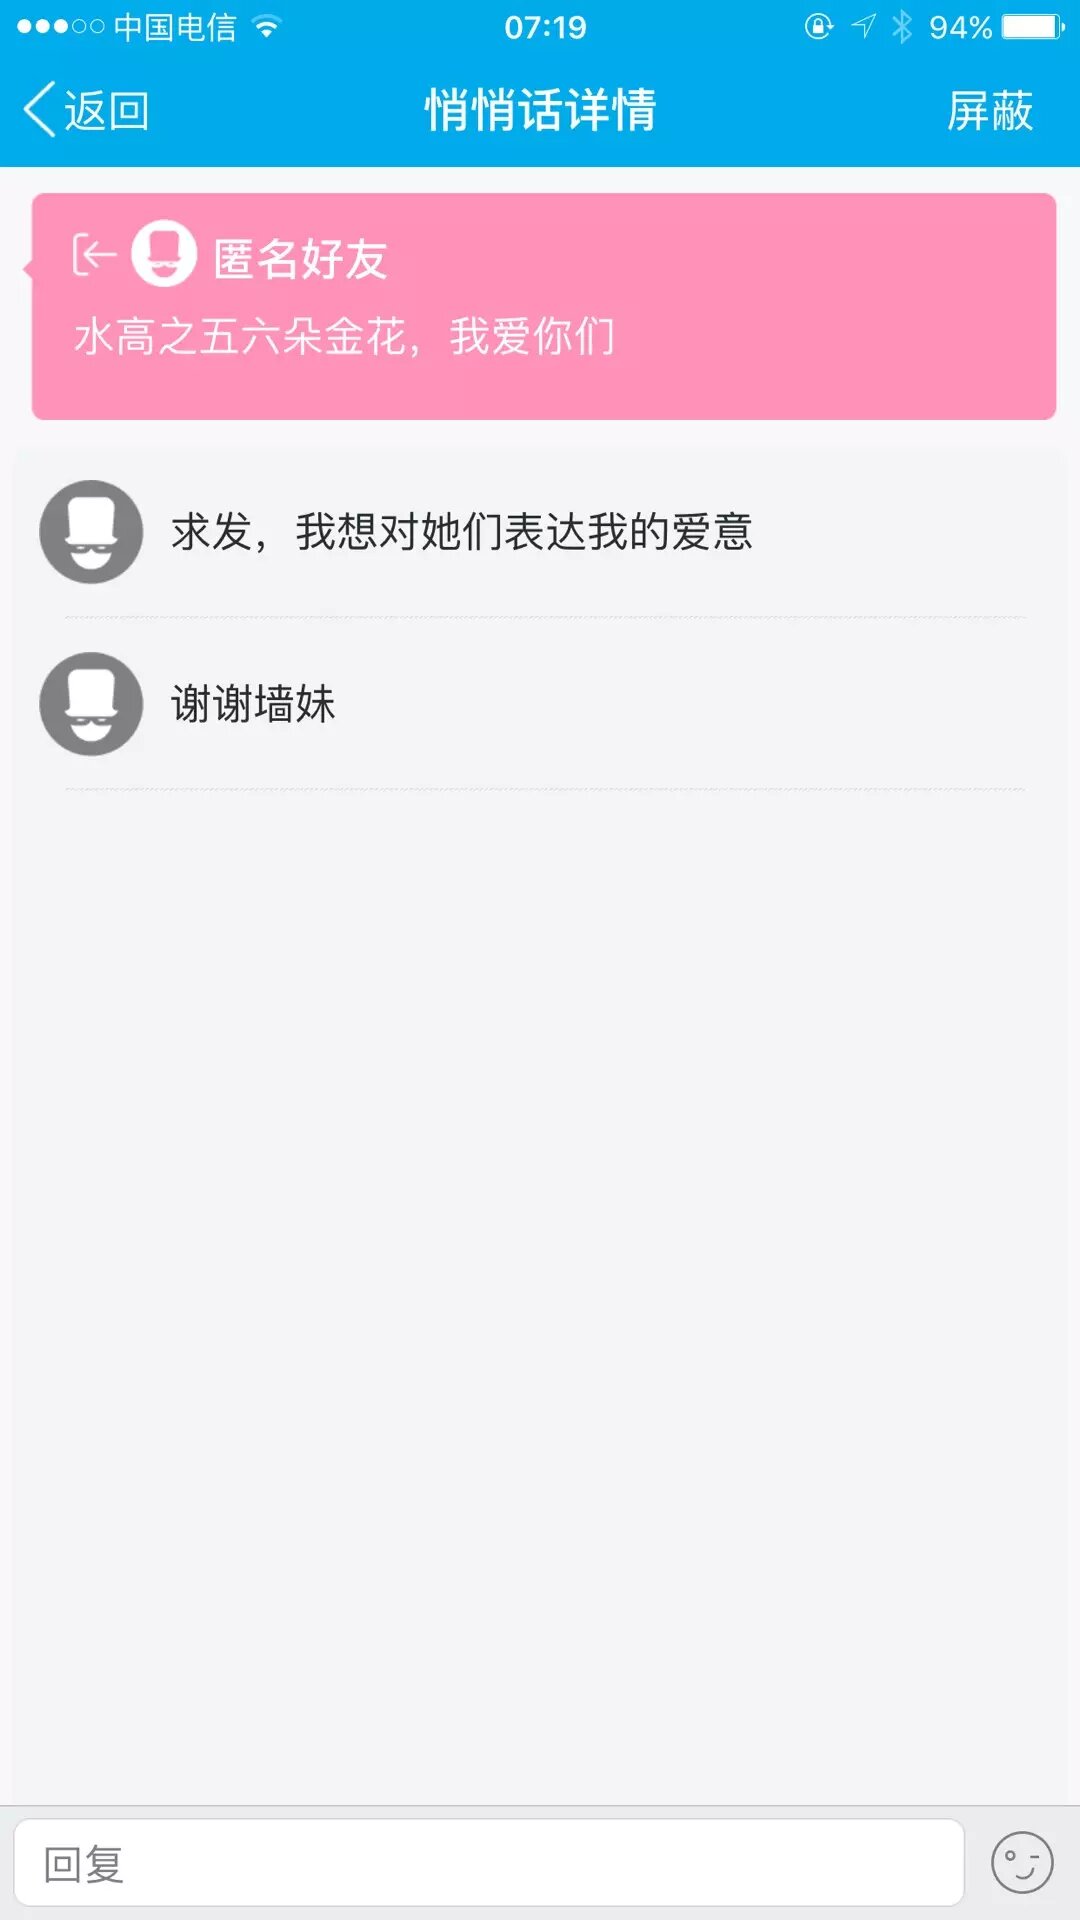 中国电信 07:19 94%
返回 悄悄话详情 屏蔽
匿名好友
水高之五六朵金花，我爱你们
求发，我想对她们表达我的爱意
谢谢墙妹
回复